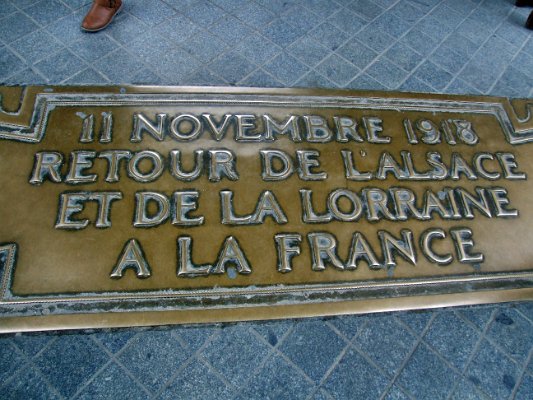 11 NOVEMBRE 1918
RETOUR DE L'ALSACE
ET DE LA LORRAINE
A LA FRANCE